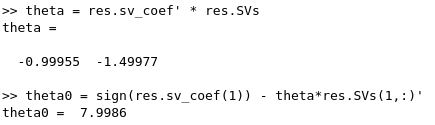 >> theta = res.sv_coef' * res.SVs
theta =
-0.99955 -1.49977
>> theta0 = sign(res.sv_coef(1)) - theta*res.SVs(1,:)'
theta0 = 7.9986